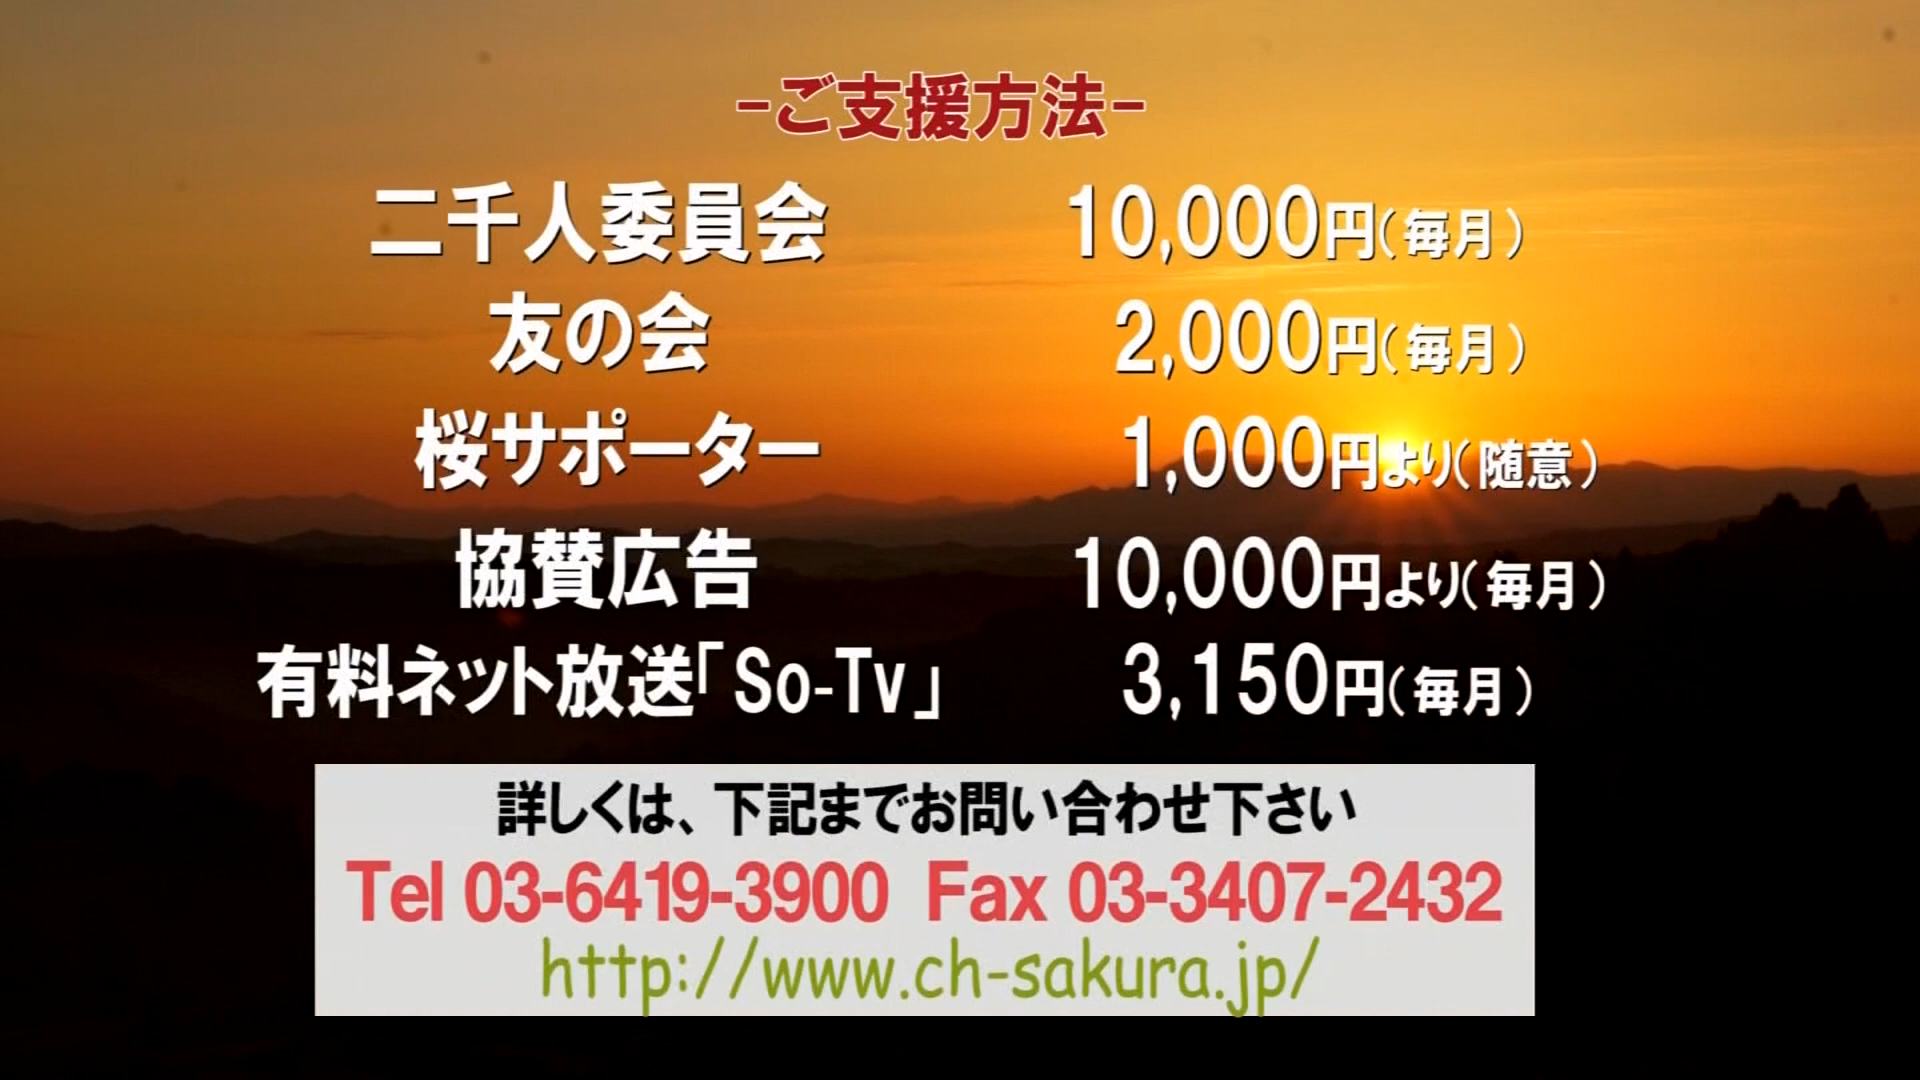 -ご支援方法-
二千人委員会 10,000円(毎月)
友の会 2,000円(毎月)
桜サポーター 1,000円より(随意)
協賛広告 10,000円より(毎月)
有料ネット放送「So-Tv」 3,150円(毎月)
詳しくは、下記までお問い合わせ下さい
Tel 03-6419-3900 Fax 03-3407-2432
http://www.ch-sakura.jp/